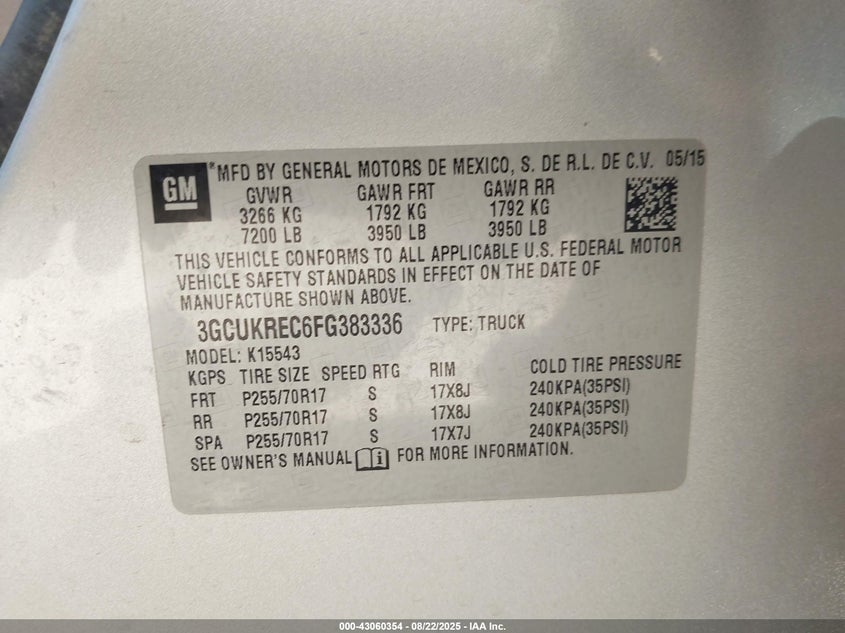 GM
*MFD BY GENERAL MOTORS DE MEXICO, S. DE R.L. DE C.V. 05/15
GVWR GAWR FRT GAWR RR
3266 KG 1792 KG 1792 KG
7200 LB 3950 LB 3950 LB
THIS VEHICLE CONFORMS TO ALL APPLICABLE U.S. FEDERAL MOTOR
VEHICLE SAFETY STANDARDS IN EFFECT ON THE DATE OF
MANUFACTURE SHOWN ABOVE.
3GCUKREC6FG383336 TYPE: TRUCK
MODEL: K15543
KGPS TIRE SIZE SPEED RTG RIM COLD TIRE PRESSURE
FRT P255/70R17 S 17X8J 240KPA(35PSI)
RR P255/70R17 S 17X8J 240KPA(35PSI)
SPA P255/70R17 S 17X7J 240KPA(35PSI)
SEE OWNER'S MANUAL FOR MORE INFORMATION.
000-43060354 - 08/22/2025 - IAA Inc.